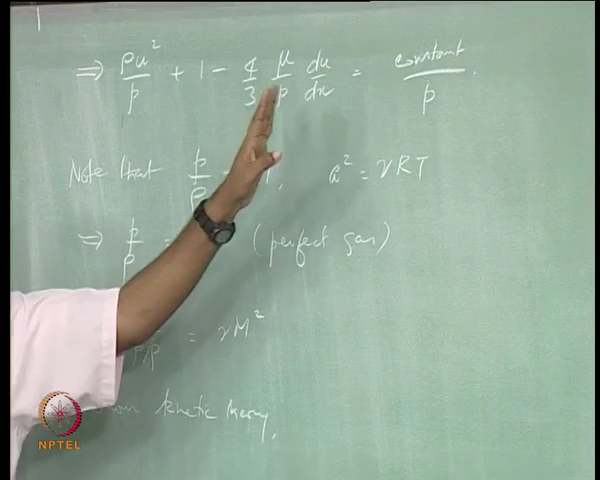 ⇒ ρu²/p + 1 − 4/3 μ/p du/dx = constant/p.
Note that p/ρ = , a² = γRT
⇒ p/ρ = (perfect gas)
/p/ρ = γM²
kinetic theory,
NPTEL